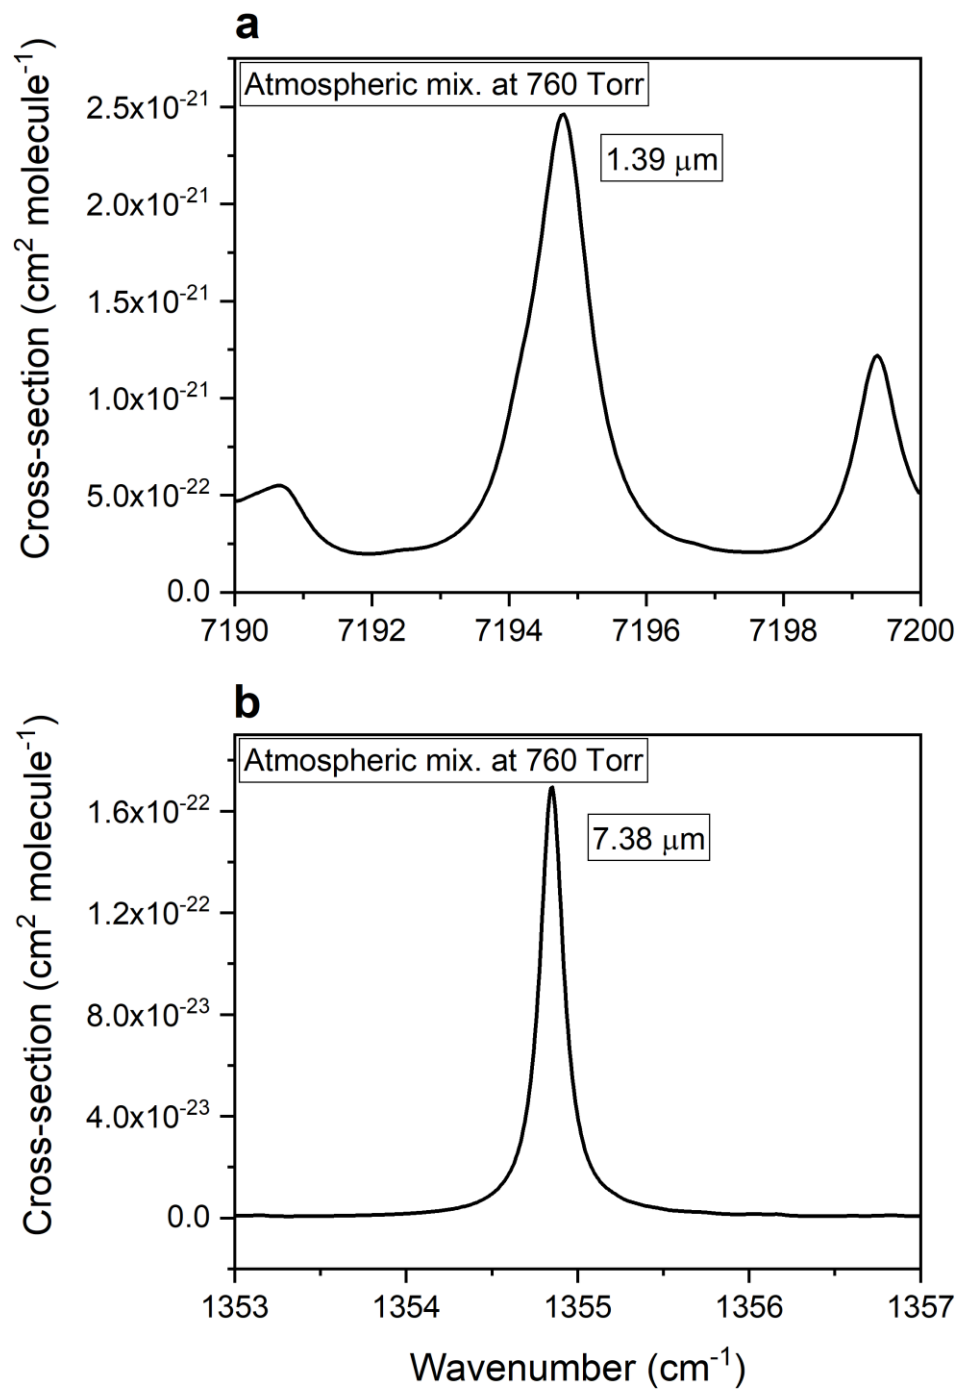 a
Atmospheric mix. at 760 Torr
1.39 μm
Cross-section (cm² molecule⁻¹)
2.5x10⁻²¹
2.0x10⁻²¹
1.5x10⁻²¹
1.0x10⁻²¹
5.0x10⁻²²
0.0
7190 7192 7194 7196 7198 7200
b
Atmospheric mix. at 760 Torr
7.38 μm
Cross-section (cm² molecule⁻¹)
1.6x10⁻²²
1.2x10⁻²²
8.0x10⁻²³
4.0x10⁻²³
0.0
1353 1354 1355 1356 1357
Wavenumber (cm⁻¹)